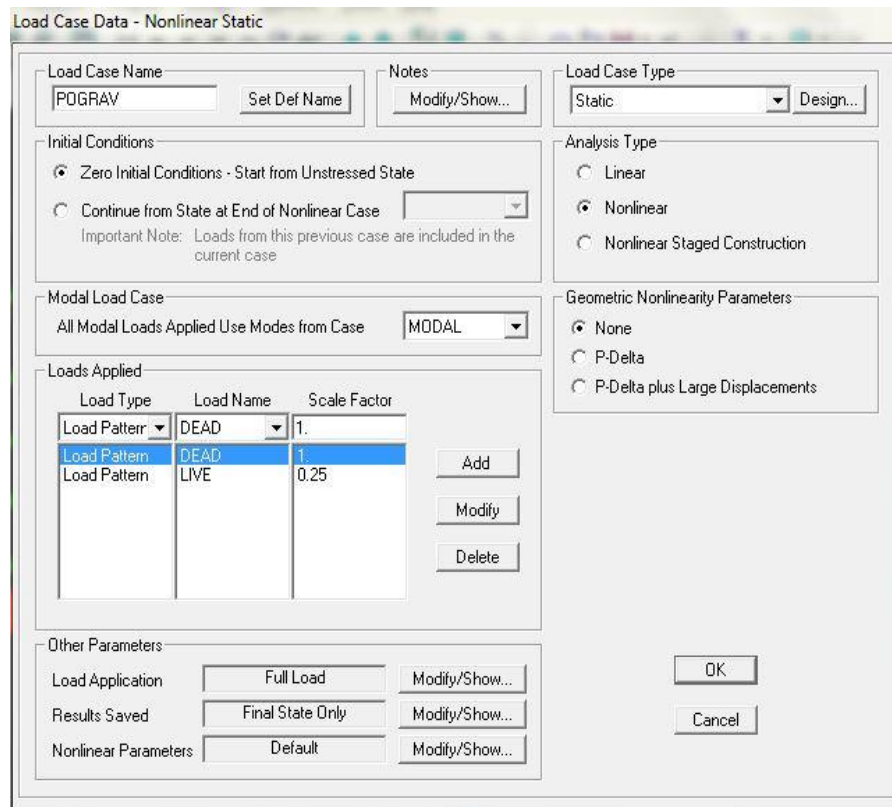 Load Case Data - Nonlinear Static
Load Case Name
POGRAV
Set Def Name
Notes
Modify/Show...
Load Case Type
Static
Design...
Initial Conditions
Zero Initial Conditions - Start from Unstressed State
Continue from State at End of Nonlinear Case
Important Note: Loads from this previous case are included in the
current case
Analysis Type
Linear
Nonlinear
Nonlinear Staged Construction
Modal Load Case
All Modal Loads Applied Use Modes from Case
MODAL
Geometric Nonlinearity Parameters
None
P-Delta
P-Delta plus Large Displacements
Loads Applied
Load Type Load Name Scale Factor
Load Pattern DEAD 1.
Load Pattern DEAD 1.
Load Pattern LIVE 0.25
Add
Modify
Delete
Other Parameters
Load Application Full Load Modify/Show...
Results Saved Final State Only Modify/Show...
Nonlinear Parameters Default Modify/Show...
OK
Cancel